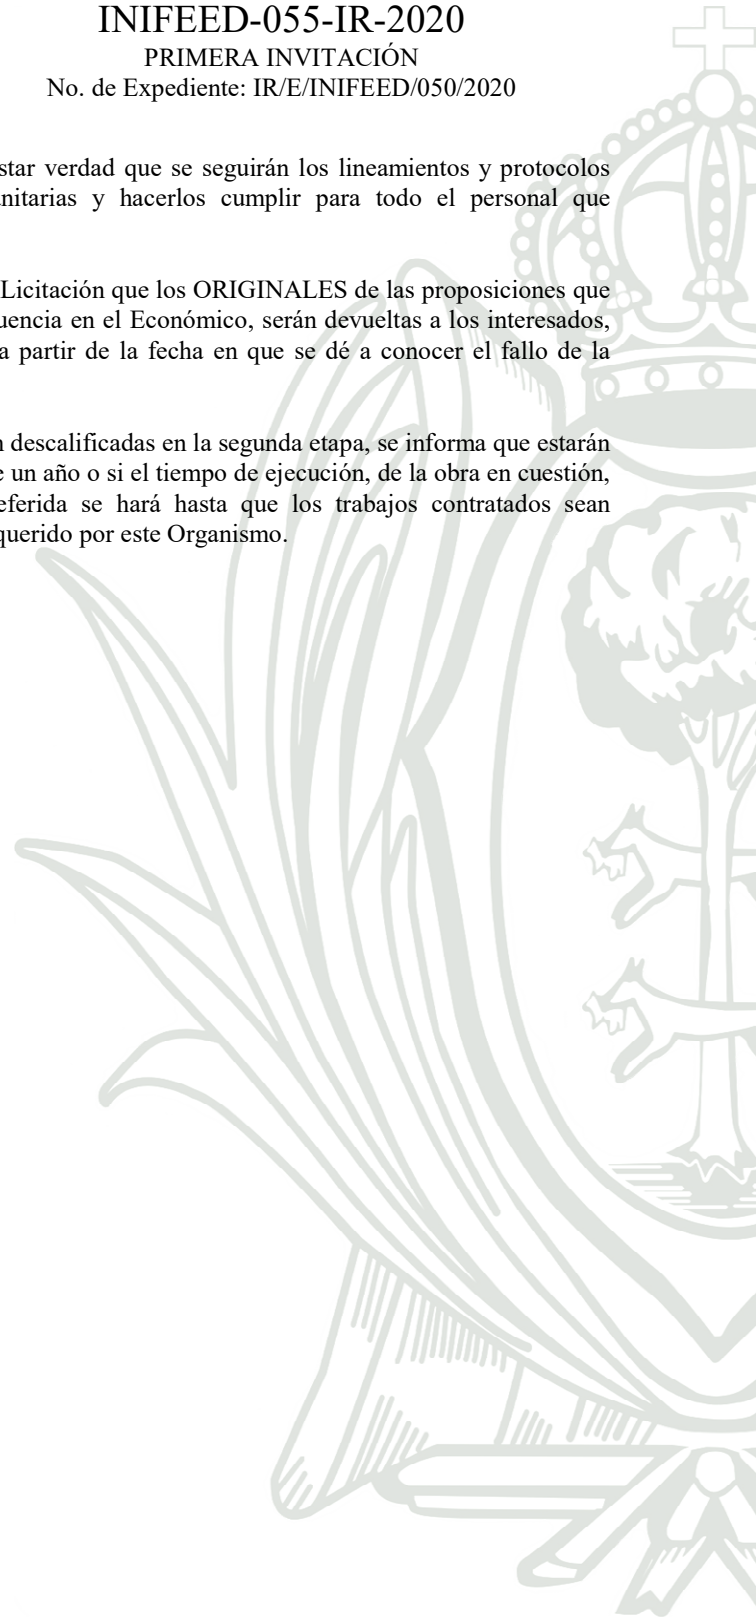 INIFEED-055-IR-2020
PRIMERA INVITACIÓN
No. de Expediente: IR/E/INIFEED/050/2020
star verdad que se seguirán los lineamientos y protocolos
nitarias y hacerlos cumplir para todo el personal que
Licitación que los ORIGINALES de las proposiciones que
uencia en el Económico, serán devueltas a los interesados,
a partir de la fecha en que se dé a conocer el fallo de la
n descalificadas en la segunda etapa, se informa que estarán
e un año o si el tiempo de ejecución, de la obra en cuestión,
eferida se hará hasta que los trabajos contratados sean
querido por este Organismo.